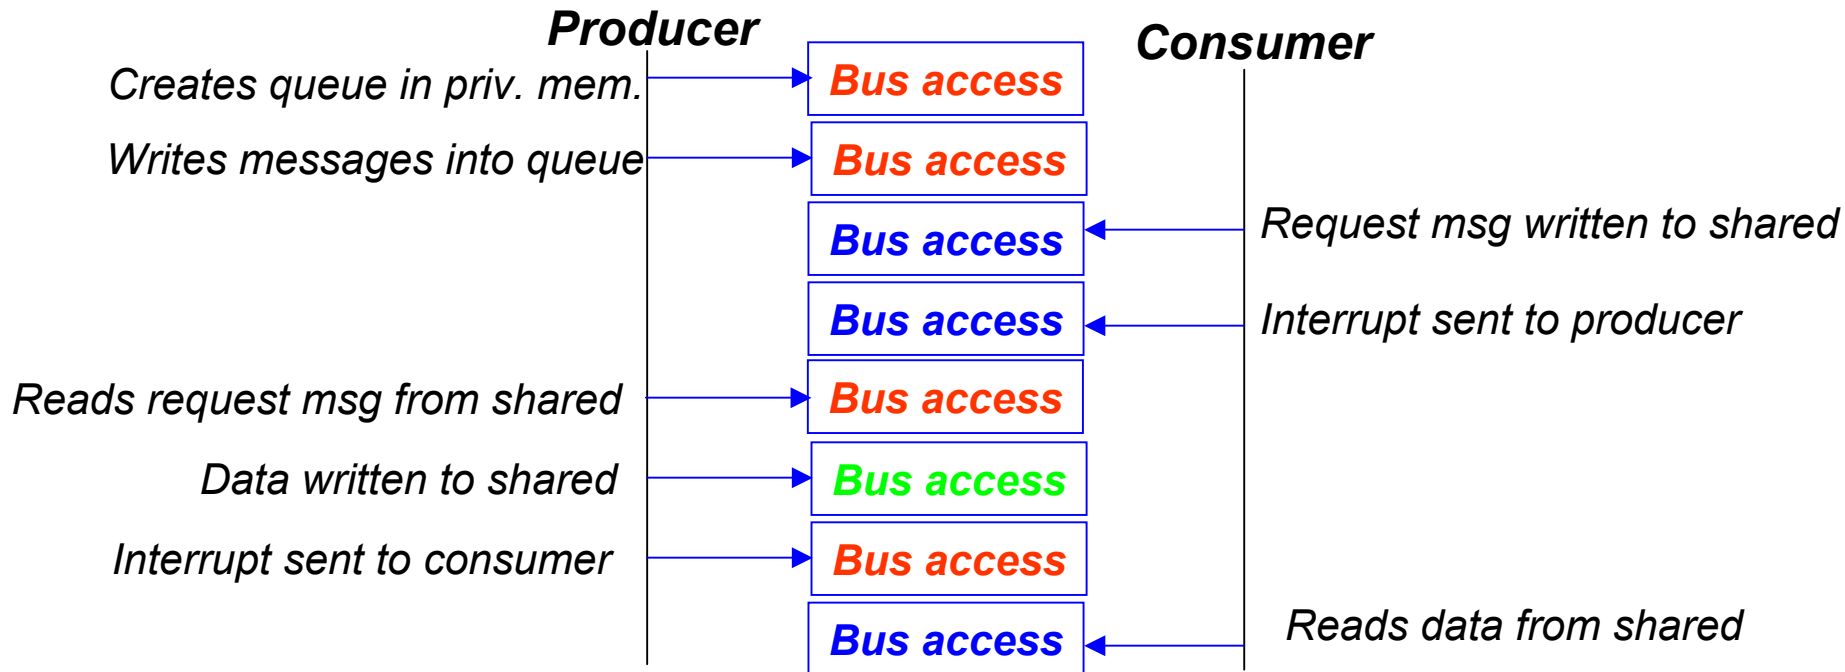 Producer
Consumer
Creates queue in priv. mem.
Bus access
Writes messages into queue
Bus access
Bus access
Request msg written to shared
Bus access
Interrupt sent to producer
Reads request msg from shared
Bus access
Data written to shared
Bus access
Interrupt sent to consumer
Bus access
Bus access
Reads data from shared